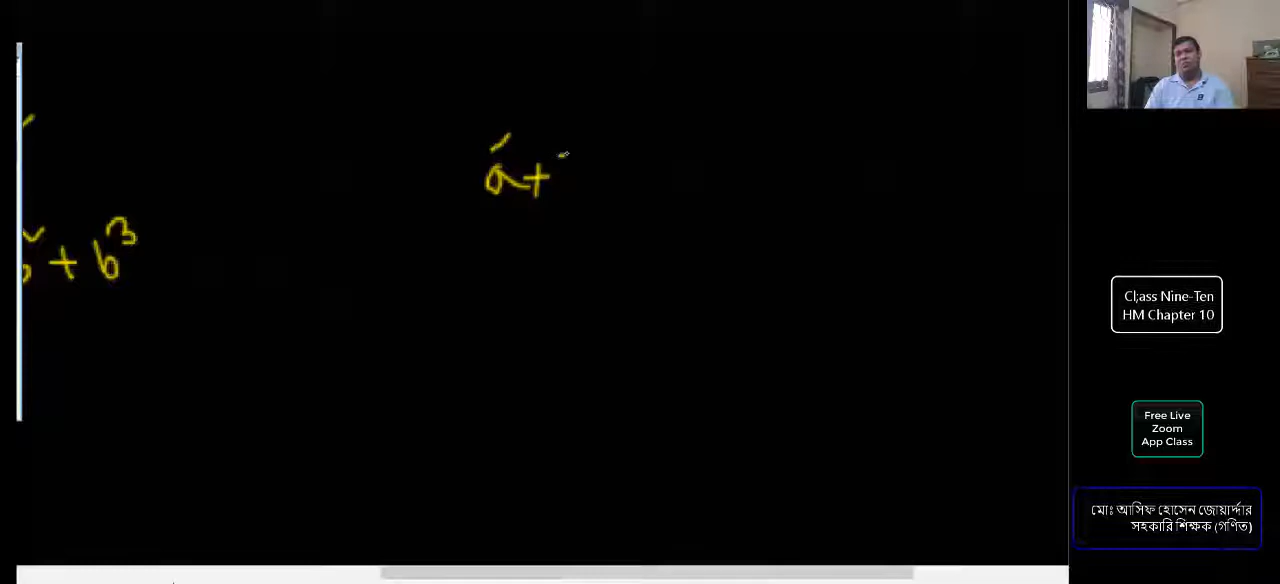 a +
+ b³
Cl;ass Nine-Ten
HM Chapter 10
Free Live
Zoom
App Class
মোঃ আসিফ হোসেন জোয়ার্দ্দার
সহকারি শিক্ষক (গণিত)